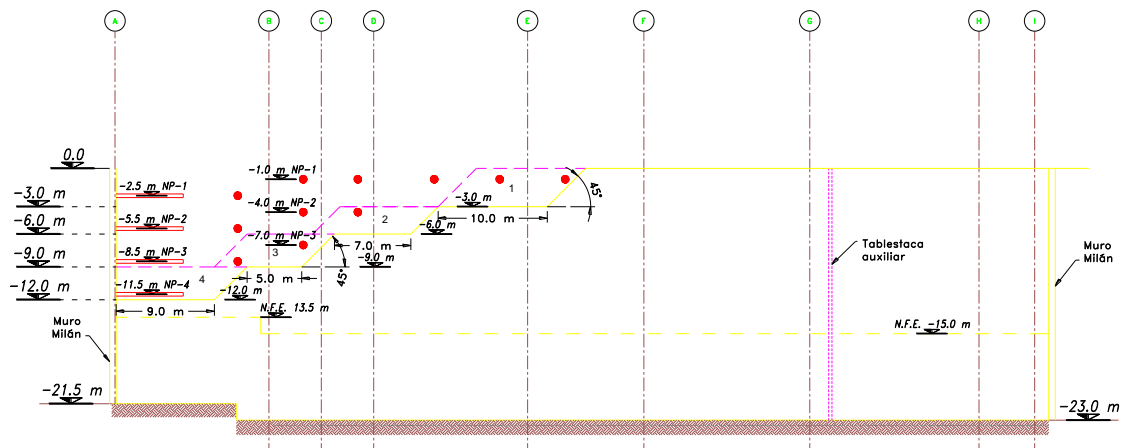 A B C D E F G H I
0.0
-1.0 m NP-1
-2.5 m NP-1
1
45°
-3.0 m
-3.0 m
-4.0 m NP-2
2
10.0 m
-5.5 m NP-2
-6.0 m
-6.0 m
-7.0 m NP-3
7.0 m
3
-8.5 m NP-3
-9.0 m
-9.0 m
4
5.0 m
45°
-11.5 m NP-4
-12.0 m
-12.0 m
9.0 m
N.F.E. 13.5 m
N.F.E. -15.0 m
Tablestaca
auxiliar
Muro
Milán
Muro
Milán
-21.5 m
-23.0 m